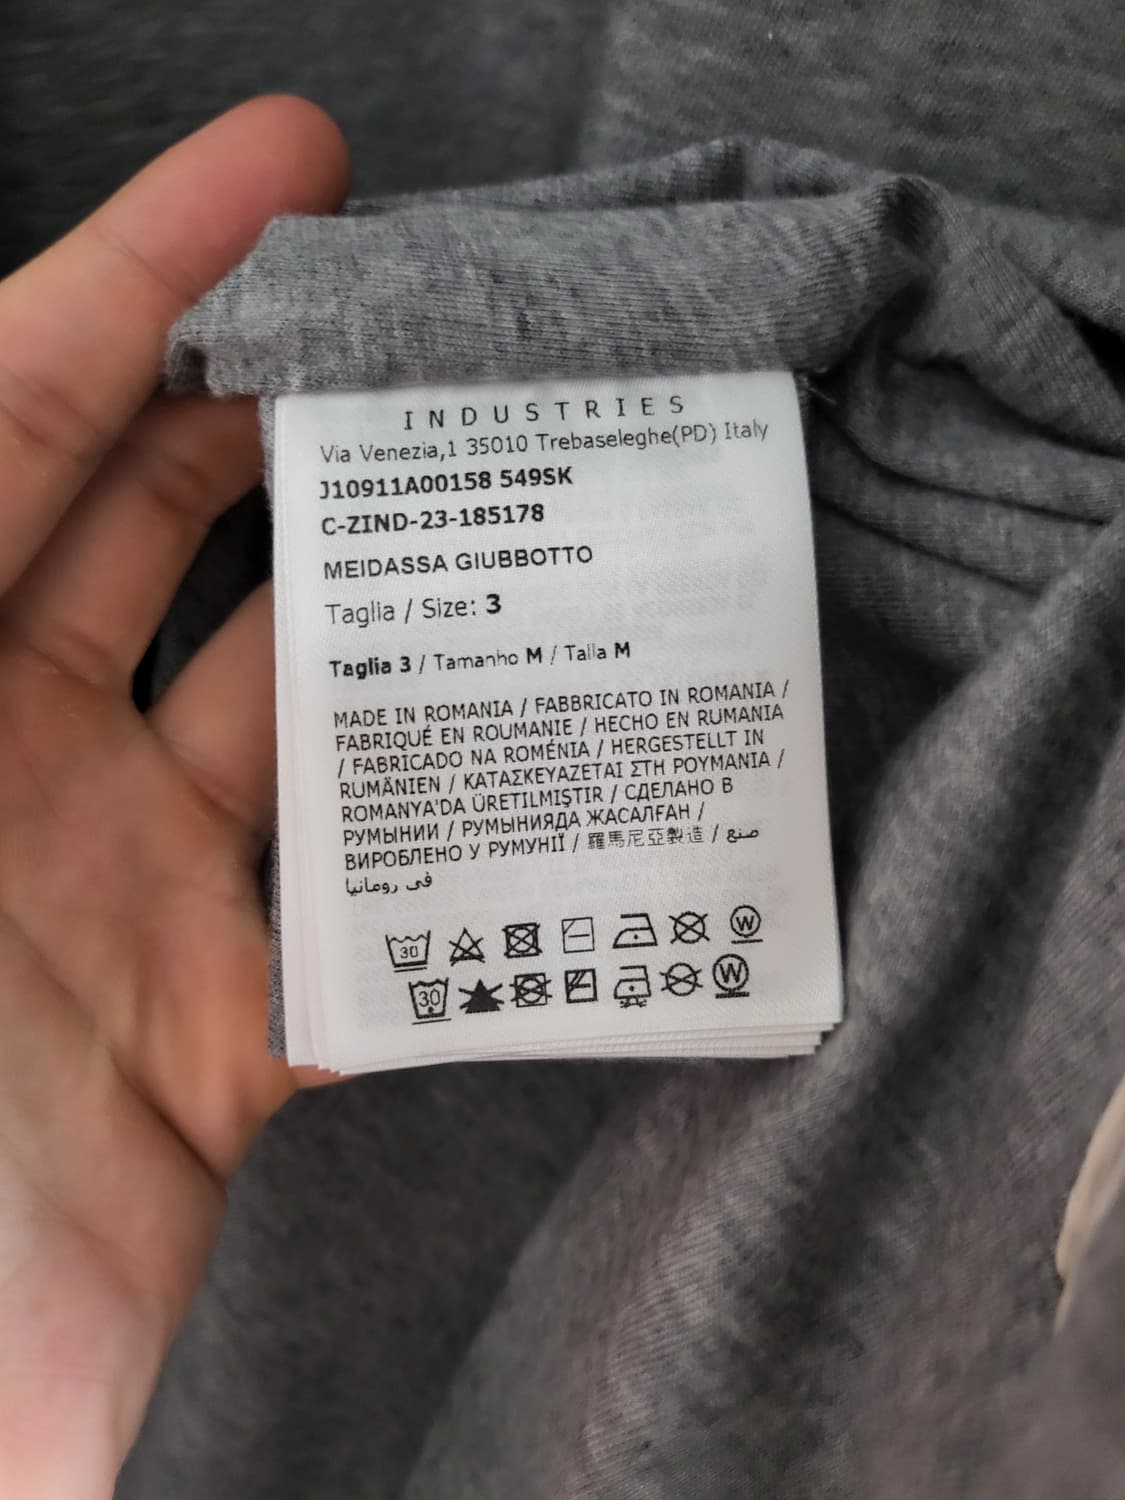 INDUSTRIES
Via Venezia,1 35010 Trebaseleghe(PD) Italy
J10911A00158 549SK
C-ZIND-23-185178
MEIDASSA GIUBBOTTO
Taglia / Size: 3
Taglia 3 / Tamanho M / Talla M
MADE IN ROMANIA / FABBRICATO IN ROMANIA /
FABRIQUÉ EN ROUMANIE / HECHO EN RUMANIA
/ FABRICADO NA ROMÉNIA / HERGESTELLT IN
RUMÄNIEN / ΚΑΤΑΣΚΕΥΑΖΕΤΑΙ ΣΤΗ ΡΟΥΜΑΝΙΑ /
ROMANYA'DA ÜRETILMIŞTIR / СДЕЛАНО В
РУМЫНИИ / РУМЫНИЯДА ЖАСАЛҒАН /
ВИРОБЛЕНО У РУМУНІЇ / 羅馬尼亞製造 / صنع
في رومانيا
30 W
30 W